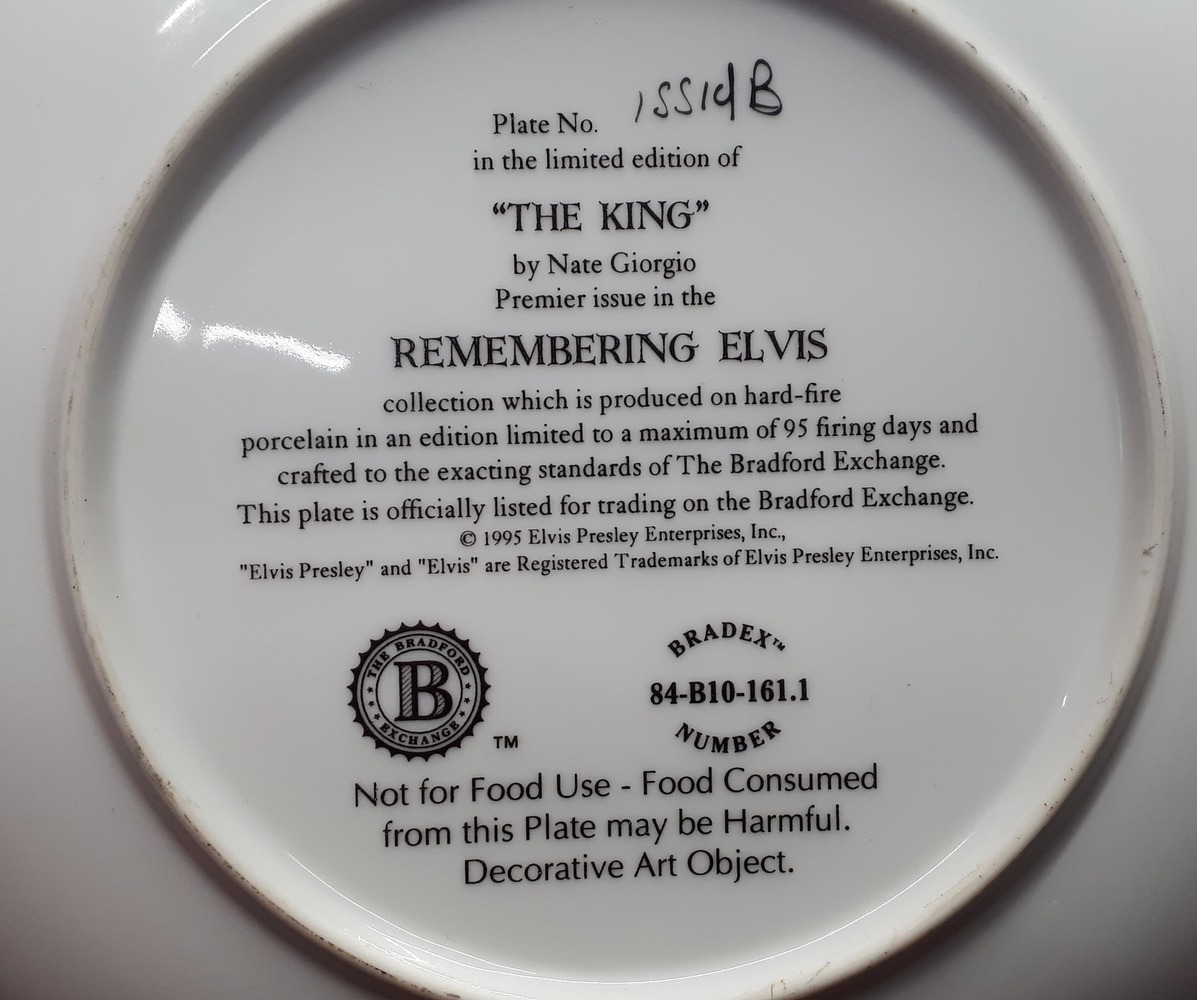 Plate No. 15514B
in the limited edition of
“THE KING”
by Nate Giorgio
Premier issue in the
REMEMBERING ELVIS
collection which is produced on hard-fire
porcelain in an edition limited to a maximum of 95 firing days and
crafted to the exacting standards of The Bradford Exchange.
This plate is officially listed for trading on the Bradford Exchange.
© 1995 Elvis Presley Enterprises, Inc.,
"Elvis Presley" and "Elvis" are Registered Trademarks of Elvis Presley Enterprises, Inc.
THE BRADFORD
B
EXCHANGE
TM
BRADEX™
84-B10-161.1
NUMBER
Not for Food Use - Food Consumed
from this Plate may be Harmful.
Decorative Art Object.